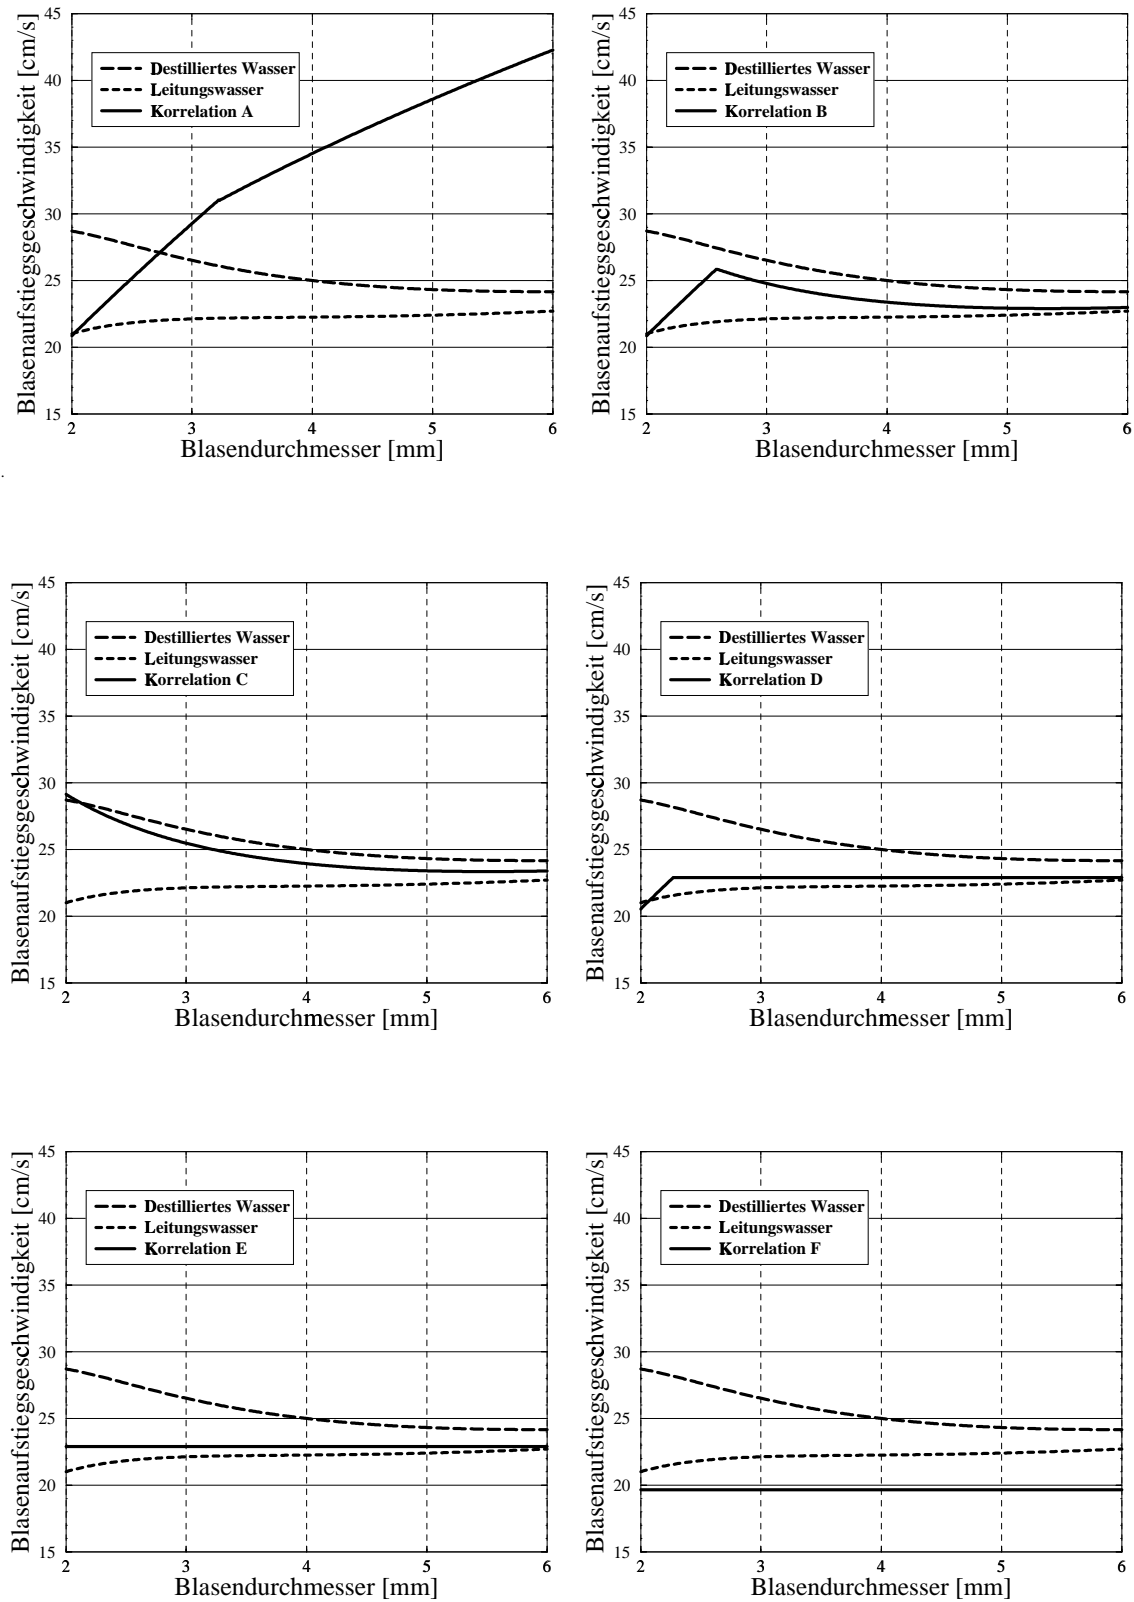 Blasenaufstiegsgeschwindigkeit [cm/s]
45
40
35
30
25
20
15
Destilliertes Wasser
Leitungswasser
Korrelation A
2 3 4 5 6
Blasendurchmesser [mm]
Blasenaufstiegsgeschwindigkeit [cm/s]
45
40
35
30
25
20
15
Destilliertes Wasser
Leitungswasser
Korrelation B
2 3 4 5 6
Blasendurchmesser [mm]
.
Blasenaufstiegsgeschwindigkeit [cm/s]
45
40
35
30
25
20
15
Destilliertes Wasser
Leitungswasser
Korrelation C
2 3 4 5 6
Blasendurchmesser [mm]
Blasenaufstiegsgeschwindigkeit [cm/s]
45
40
35
30
25
20
15
Destilliertes Wasser
Leitungswasser
Korrelation D
2 3 4 5 6
Blasendurchmesser [mm]
Blasenaufstiegsgeschwindigkeit [cm/s]
45
40
35
30
25
20
15
Destilliertes Wasser
Leitungswasser
Korrelation E
2 3 4 5 6
Blasendurchmesser [mm]
Blasenaufstiegsgeschwindigkeit [cm/s]
45
40
35
30
25
20
15
Destilliertes Wasser
Leitungswasser
Korrelation F
2 3 4 5 6
Blasendurchmesser [mm]